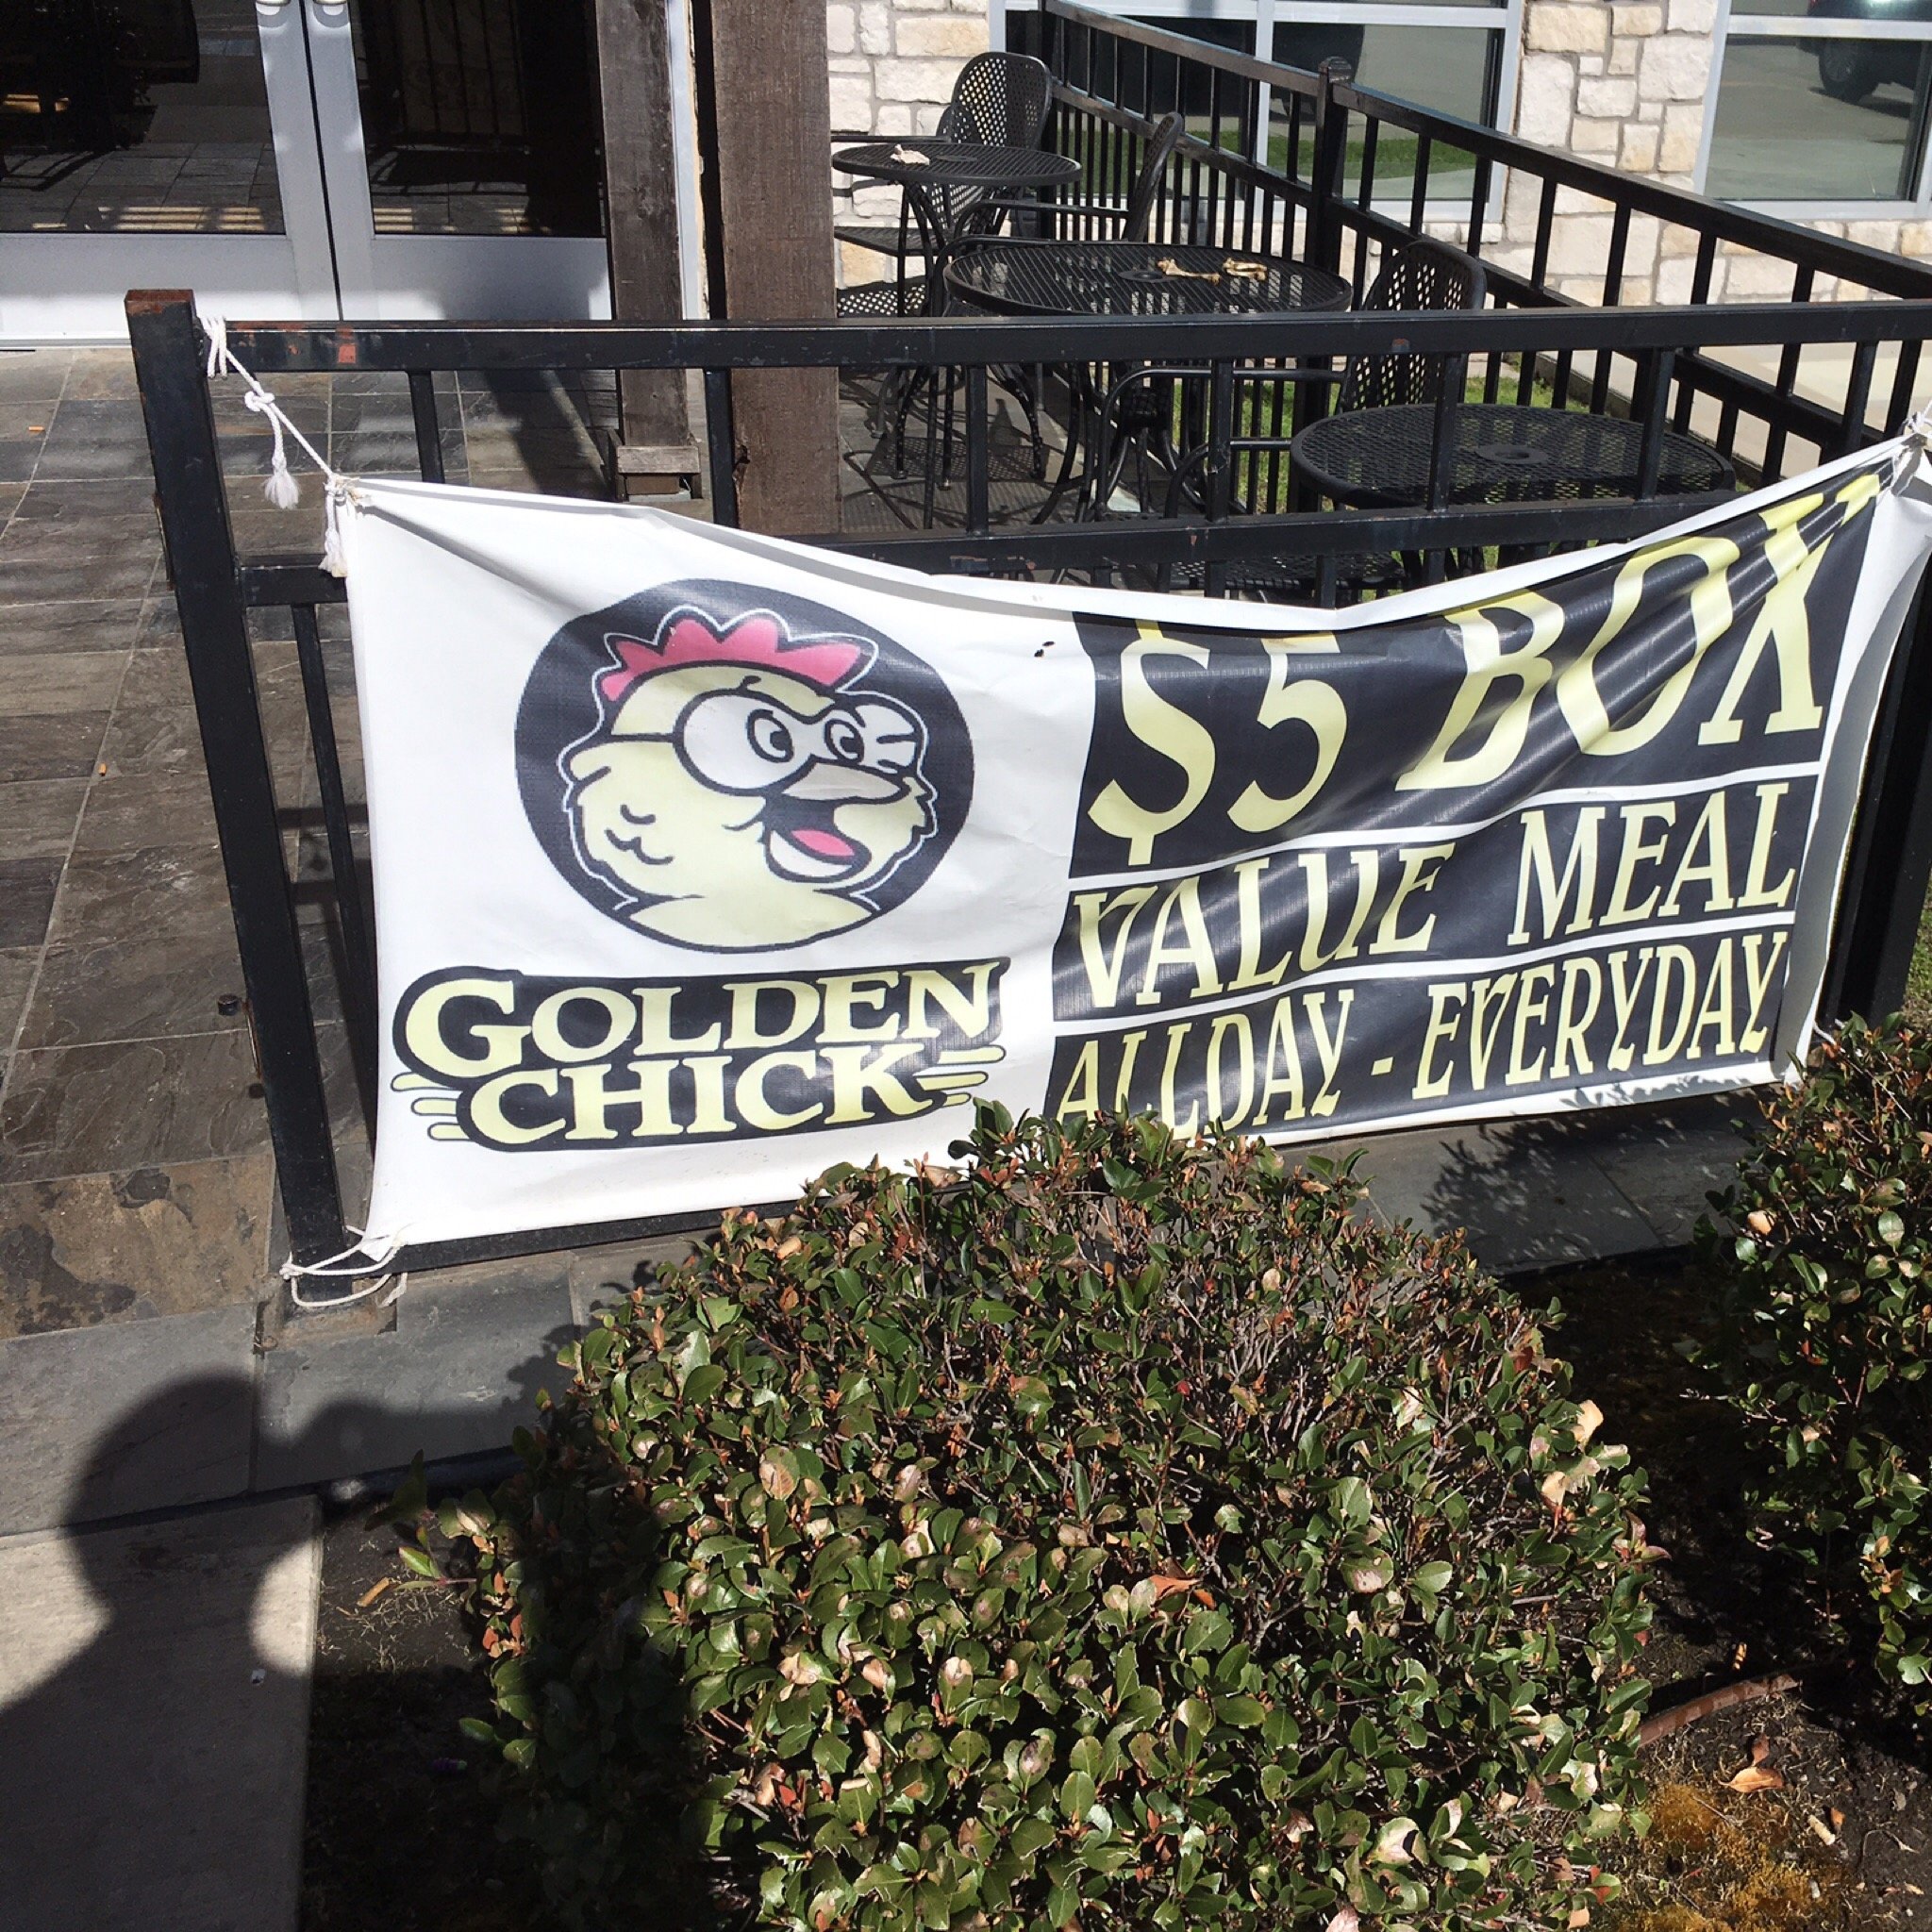 GOLDEN
CHICK
$5 BOX
VALUE MEAL
ALLDAY - EVERYDAY